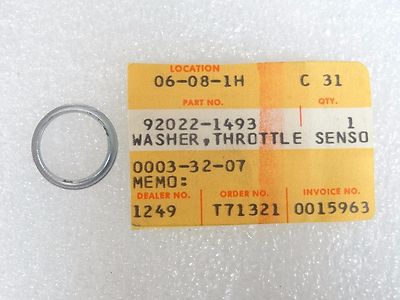 LOCATION
06-08-1H C 31
PART NO. QTY.
92022-1493 1
WASHER,THROTTLE SENSO
0003-32-07
MEMO:
DEALER NO. ORDER NO. INVOICE NO.
1249 T71321 0015963